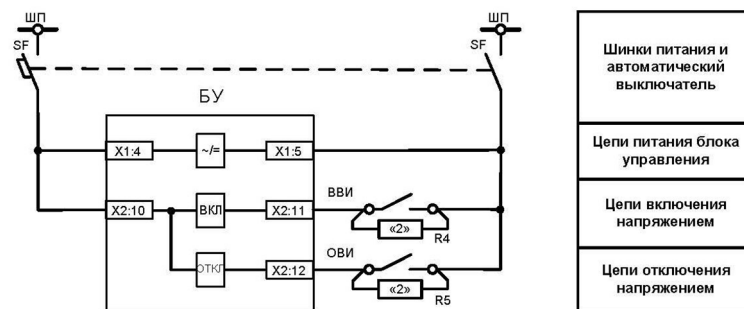 ШП
ШП
SF
SF
БУ
X1:4
~/=
X1:5
X2:10
ВКЛ
X2:11
ВВИ
«2»
R4
ОТКЛ
X2:12
ОВИ
«2»
R5
Шинки питания и
автоматический
выключатель
Цепи питания блока
управления
Цепи включения
напряжением
Цепи отключения
напряжением